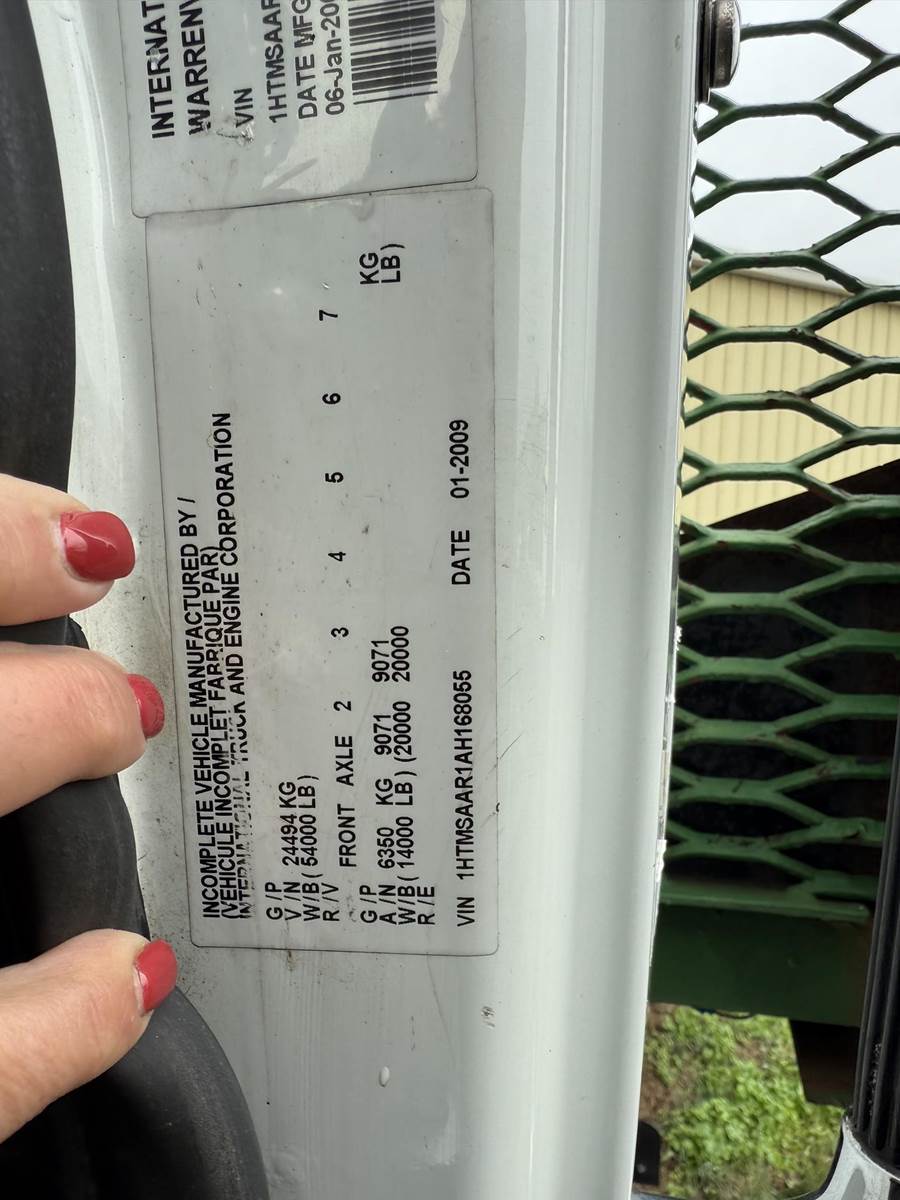 INTERNAT
WARRENV
VIN
1HTMSAAR
DATE MFG
06-Jan-200
INCOMPLETE VEHICLE MANUFACTURED BY /
(VEHICULE INCOMPLET FABRIQUE PAR)
INTERNATIONAL TRUCK AND ENGINE CORPORATION
G / P
V / N 24494 KG
W/B ( 54000 LB )
R / V
FRONT AXLE 2 3 4 5 6 7
G / P
A / N 6350 KG 9071 9071 KG
W/B ( 14000 LB ) (20000 20000 LB )
R / E
VIN 1HTMSAAR1AH168055 DATE 01-2009